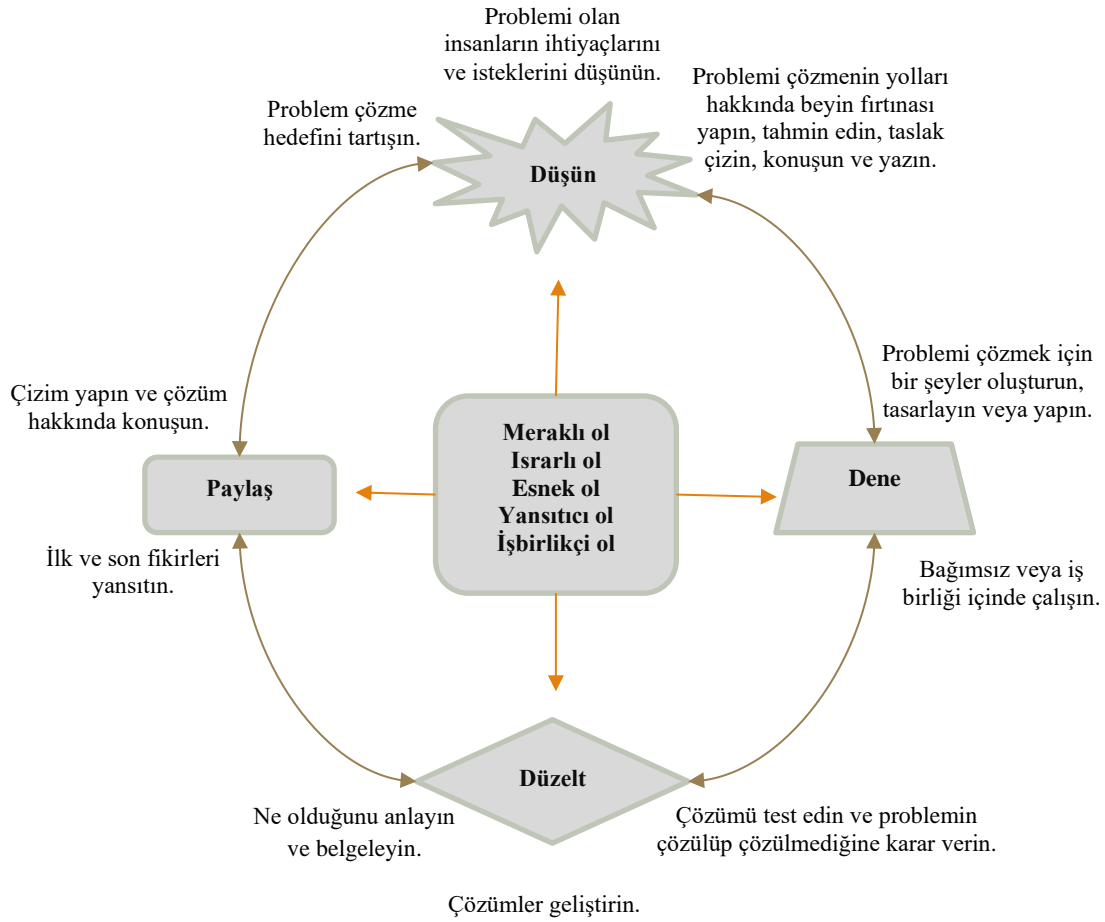 Problemi olan
insanların ihtiyaçlarını
ve isteklerini düşünün.
Problem çözme
hedefini tartışın.
Problemi çözmenin yolları
hakkında beyin fırtınası
yapın, tahmin edin, taslak
çizin, konuşun ve yazın.
Düşün
Çizim yapın ve çözüm
hakkında konuşun.
Problemi çözmek için
bir şeyler oluşturun,
tasarlayın veya yapın.
Paylaş
Meraklı ol
Israrlı ol
Esnek ol
Yansıtıcı ol
İşbirlikçi ol
Dene
İlk ve son fikirleri
yansıtın.
Bağımsız veya iş
birliği içinde çalışın.
Düzelt
Ne olduğunu anlayın
ve belgeleyin.
Çözümü test edin ve problemin
çözülüp çözülmediğine karar verin.
Çözümler geliştirin.